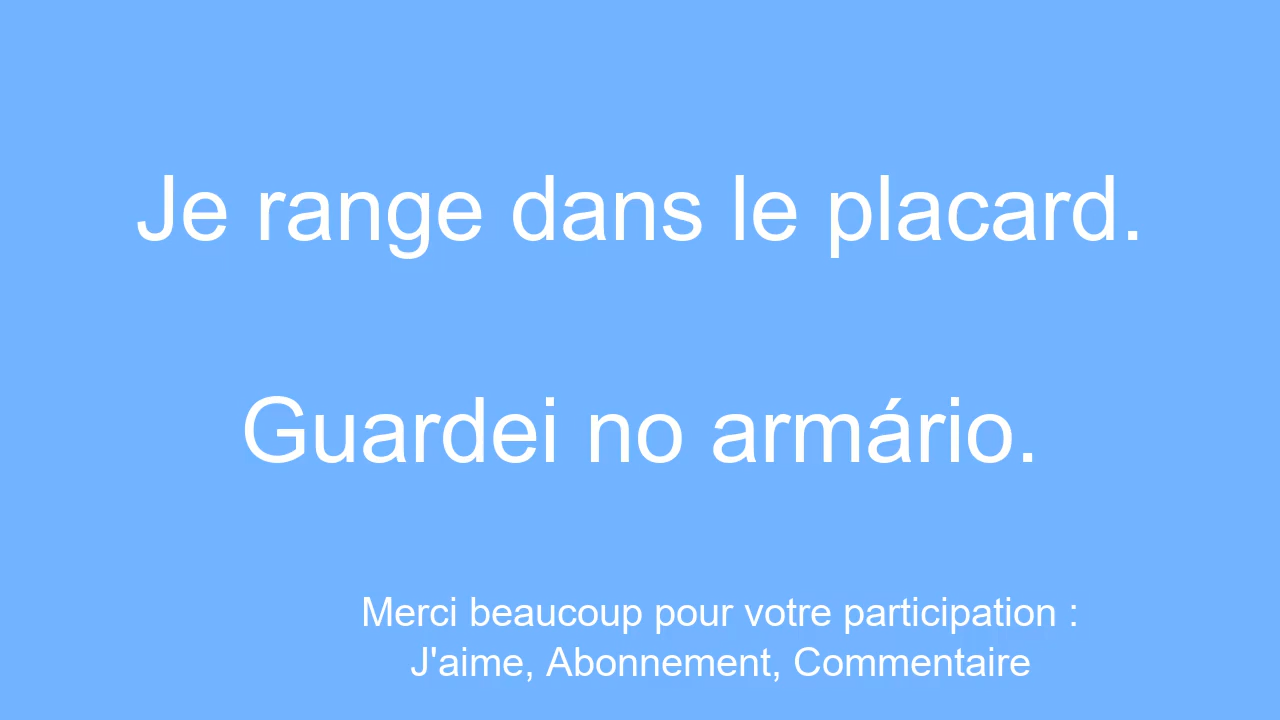 Je range dans le placard.
Guardei no armário.
Merci beaucoup pour votre participation :
J'aime, Abonnement, Commentaire